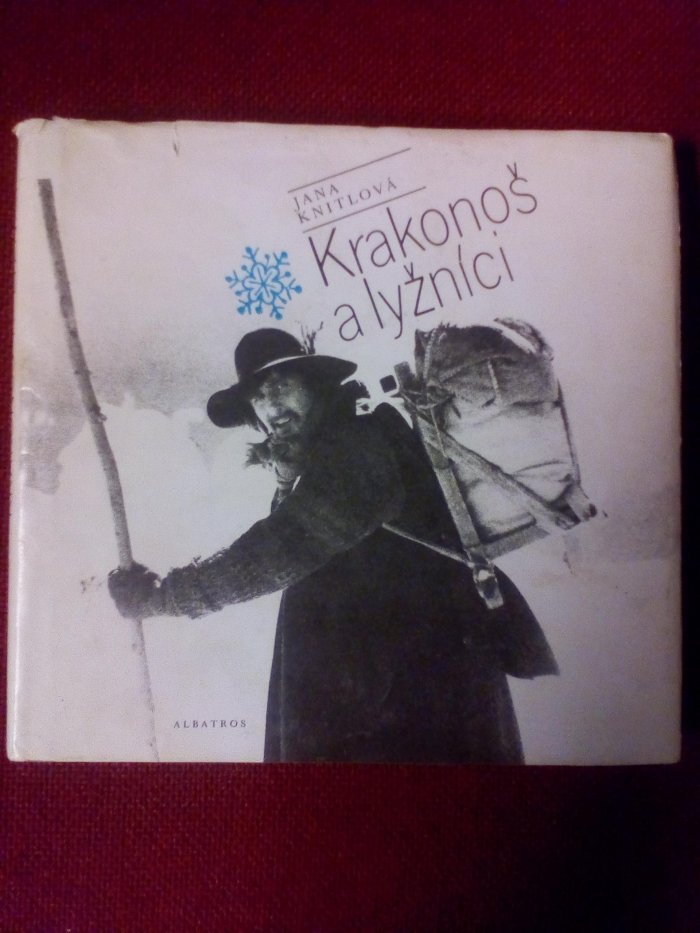 JANA
KNITLOVÁ
Krakonoš
a lyžníci
ALBATROS